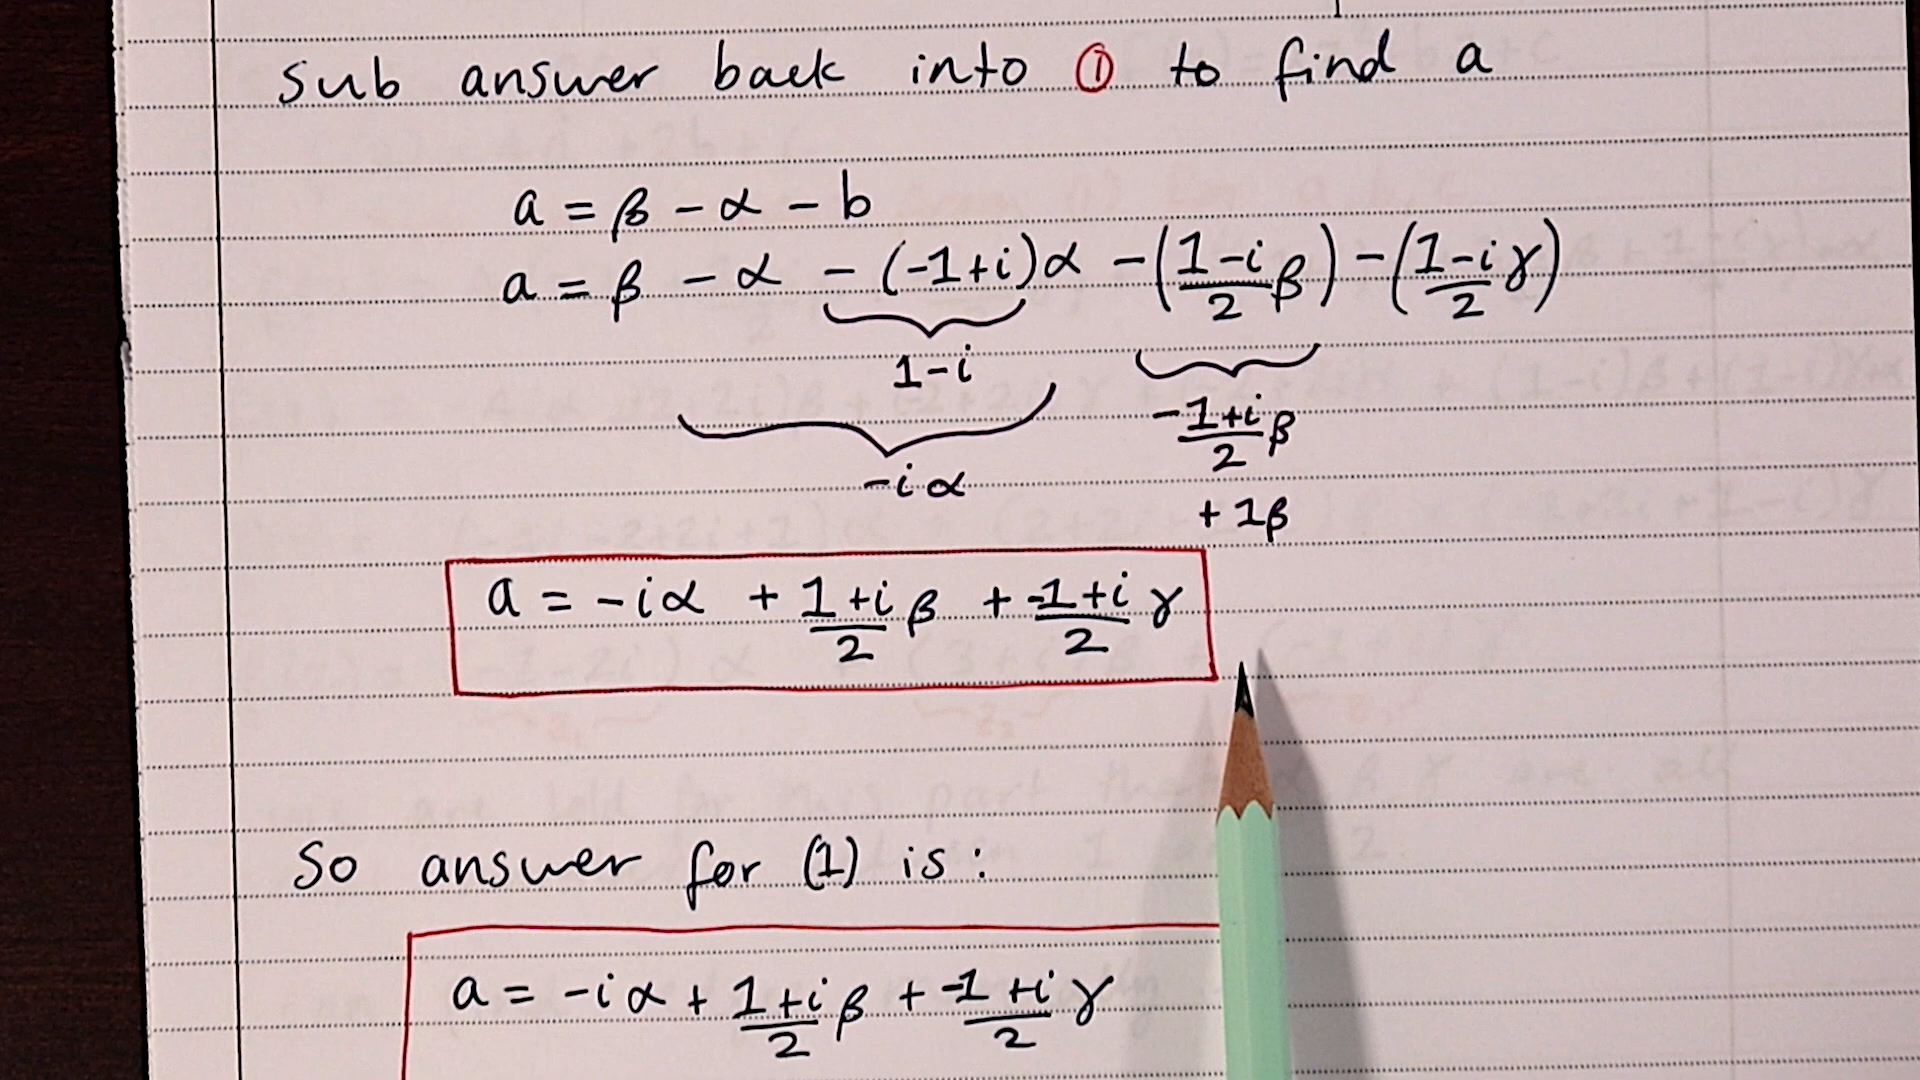 sub answer back into ① to find a
a = β - α - b
a = β - α - (-1+i)α - (1-i/2 β) - (1-i/2 γ)
1-i
-1+i/2 β
-iα
+ 1β
a = -iα + 1+i/2 β + -1+i/2 γ
So answer for (1) is:
a = -iα + 1+i/2 β + -1+i/2 γ